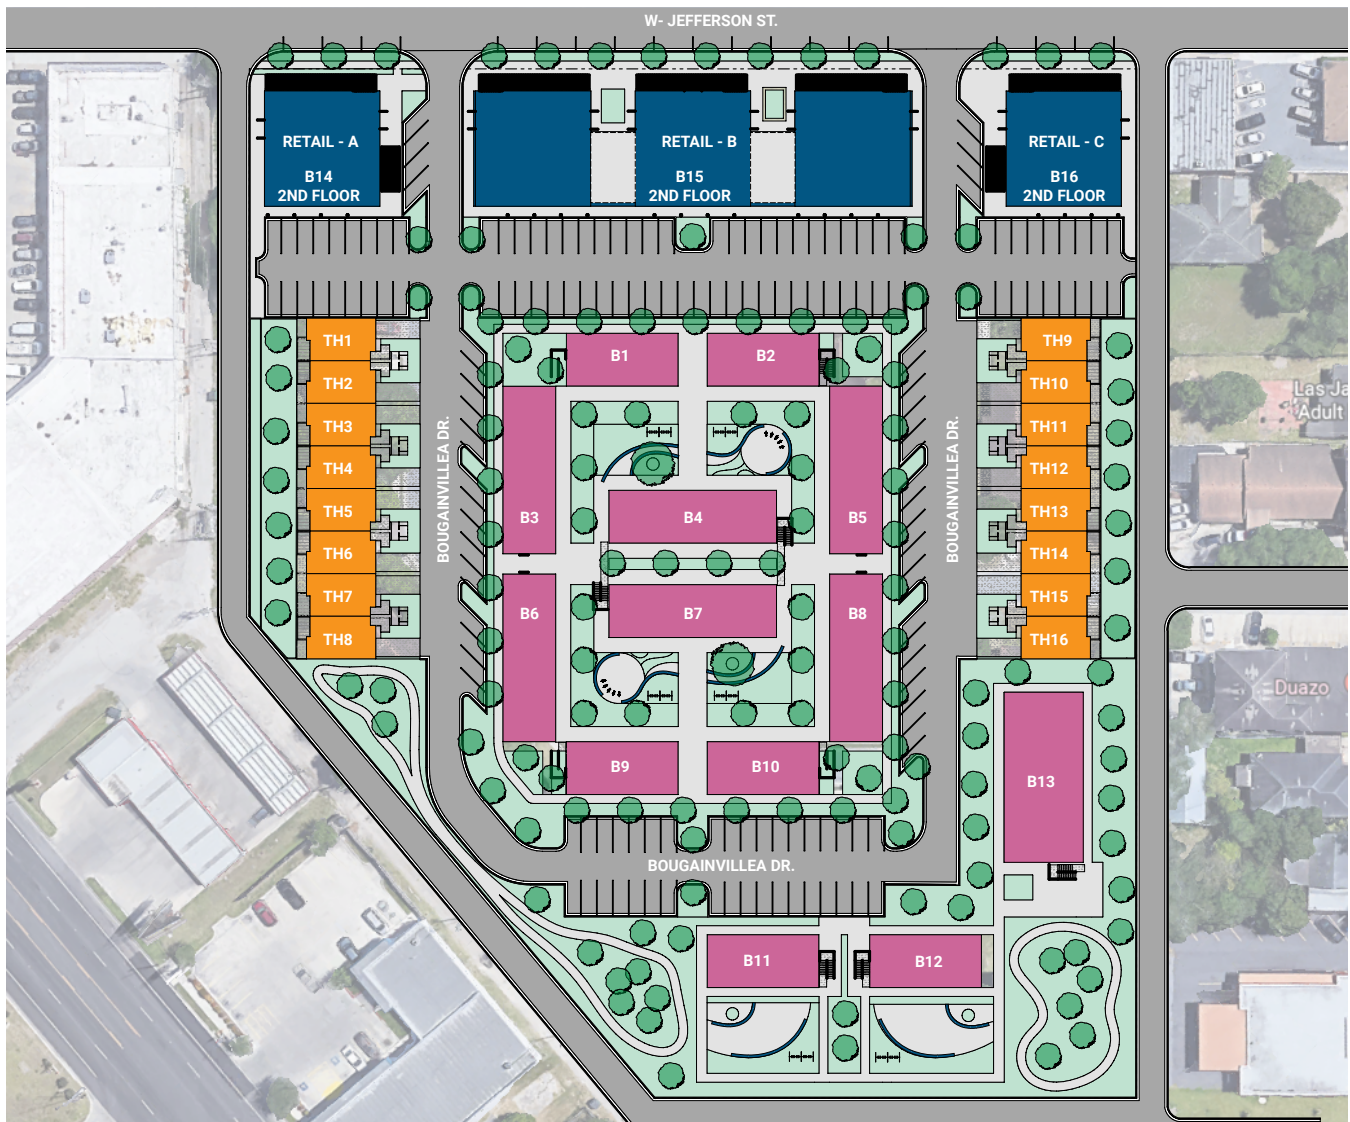 W- JEFFERSON ST.
RETAIL - A
B14
2ND FLOOR
RETAIL - B
B15
2ND FLOOR
RETAIL - C
B16
2ND FLOOR
TH1
TH2
TH3
TH4
TH5
TH6
TH7
TH8
BOUGAINVILLEA DR.
B1
B2
B3
B4
B5
B6
B7
B8
B9
B10
BOUGAINVILLEA DR.
TH9
TH10
TH11
TH12
TH13
TH14
TH15
TH16
Las Ja
Adult
Duazo
B13
BOUGAINVILLEA DR.
B11
B12